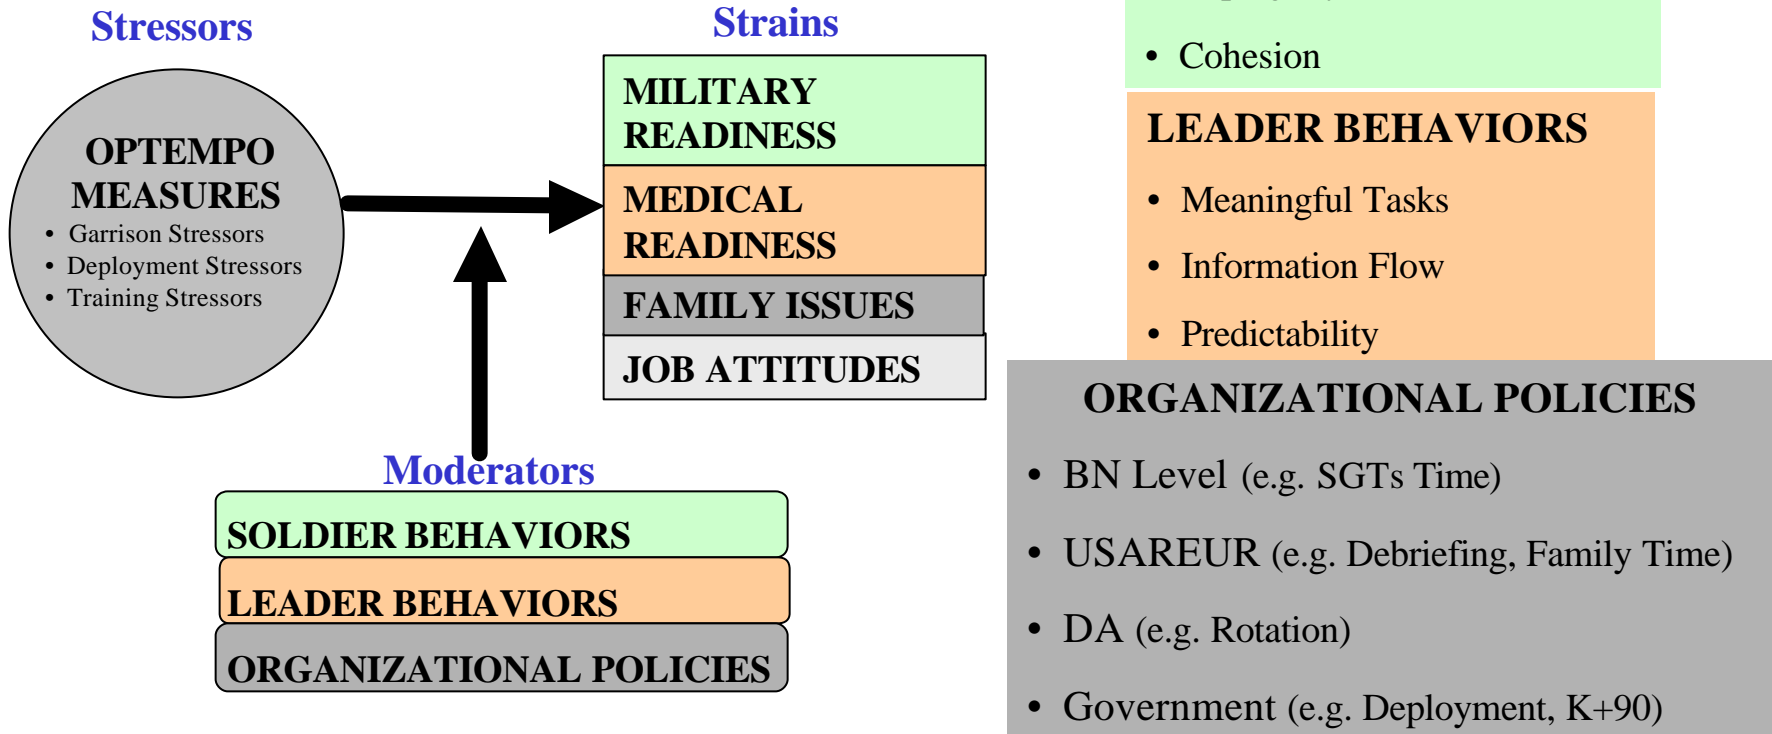 Stressors
OPTEMPO
MEASURES
• Garrison Stressors
• Deployment Stressors
• Training Stressors
Strains
MILITARY
READINESS
MEDICAL
READINESS
FAMILY ISSUES
JOB ATTITUDES
Moderators
SOLDIER BEHAVIORS
LEADER BEHAVIORS
ORGANIZATIONAL POLICIES
• Cohesion
LEADER BEHAVIORS
• Meaningful Tasks
• Information Flow
• Predictability
ORGANIZATIONAL POLICIES
• BN Level (e.g. SGTs Time)
• USAREUR (e.g. Debriefing, Family Time)
• DA (e.g. Rotation)
• Government (e.g. Deployment, K+90)